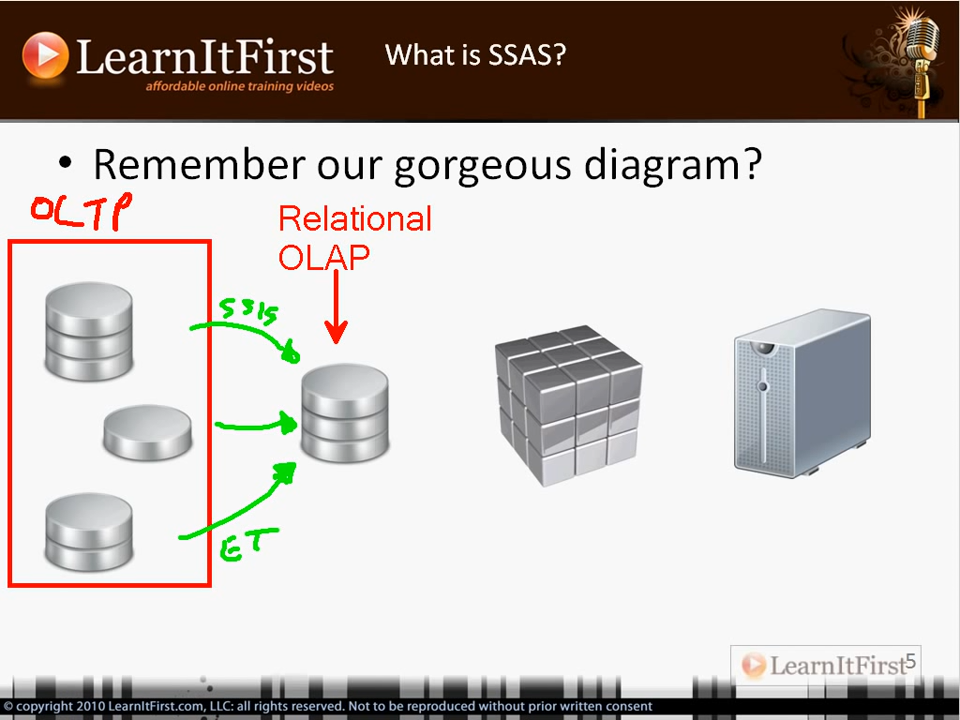 LearnItFirst
affordable online training videos
What is SSAS?
• Remember our gorgeous diagram?
OLTP
Relational
OLAP
SSIS
ET
LearnItFirst
5
© copyright 2010 LearnItFirst.com, LLC: all rights reserved. Not to be reproduced without prior written consent